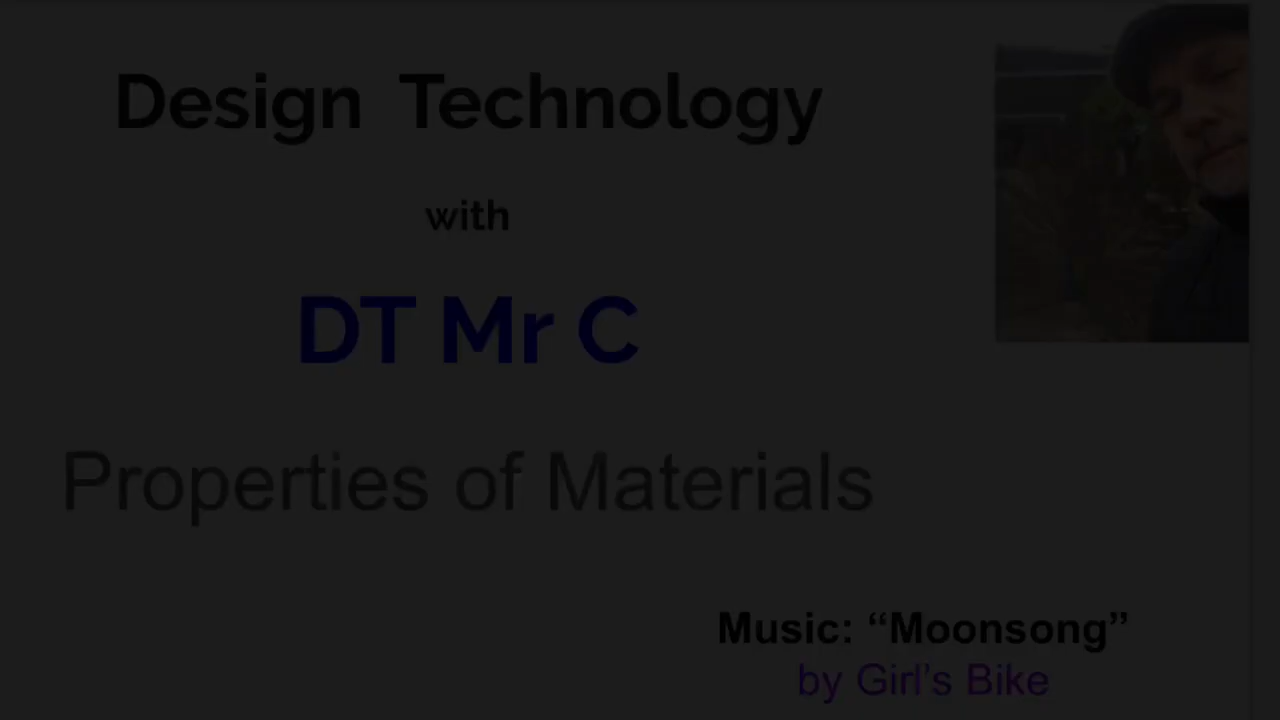 Design Technology
with
DT Mr C
Properties of Materials
Music: “Moonsong”
by Girl’s Bike